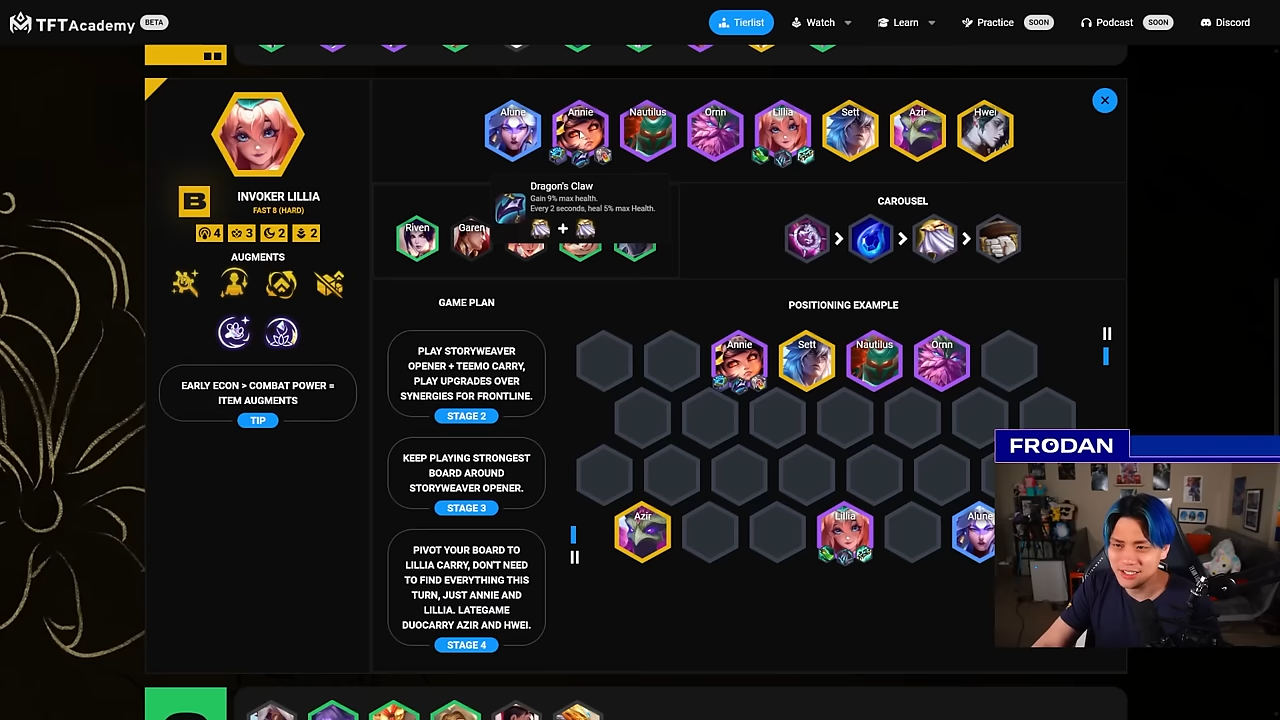 TFTAcademy BETA Tierlist Watch Learn Practice SOON Podcast SOON Discord
Alune Annie Nautilus Ornn Lillia Sett Azir Hwei
B
INVOKER LILLIA
FAST 8 (HARD)
4 3 2 2
AUGMENTS
EARLY ECON > COMBAT POWER =
ITEM AUGMENTS
TIP
Dragon's Claw
Gain 9% max health.
Every 2 seconds, heal 5% max Health.
+
Riven Garen
CAROUSEL
GAME PLAN
PLAY STORYWEAVER
OPENER + TEEMO CARRY,
PLAY UPGRADES OVER
SYNERGIES FOR FRONTLINE.
STAGE 2
KEEP PLAYING STRONGEST
BOARD AROUND
STORYWEAVER OPENER.
STAGE 3
PIVOT YOUR BOARD TO
LILLIA CARRY, DON'T NEED
TO FIND EVERYTHING THIS
TURN, JUST ANNIE AND
LILLIA. LATEGAME
DUOCARRY AZIR AND HWEI.
STAGE 4
POSITIONING EXAMPLE
Annie Sett Nautilus Ornn
Azir Lillia Alune
FRODAN